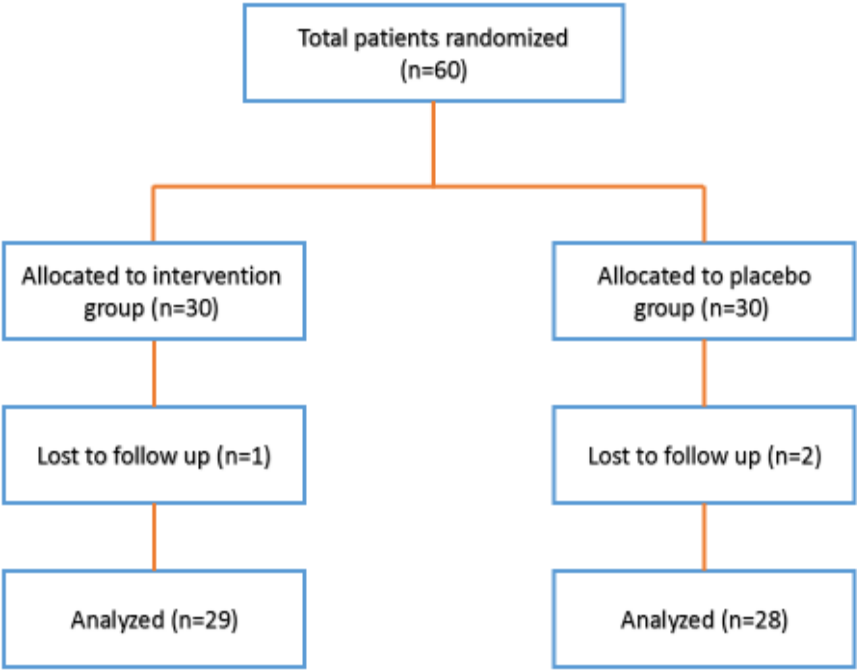 Total patients randomized
(n=60)
Allocated to intervention
group (n=30)
Allocated to placebo
group (n=30)
Lost to follow up (n=1)
Lost to follow up (n=2)
Analyzed (n=29)
Analyzed (n=28)